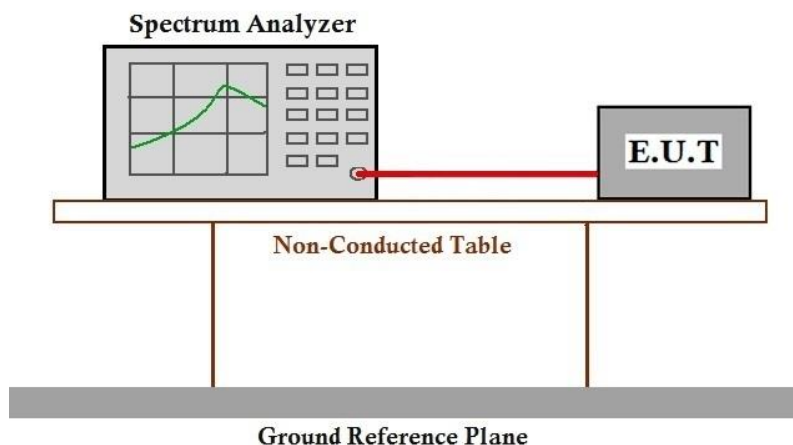 Spectrum Analyzer
E.U.T
Non-Conducted Table
Ground Reference Plane